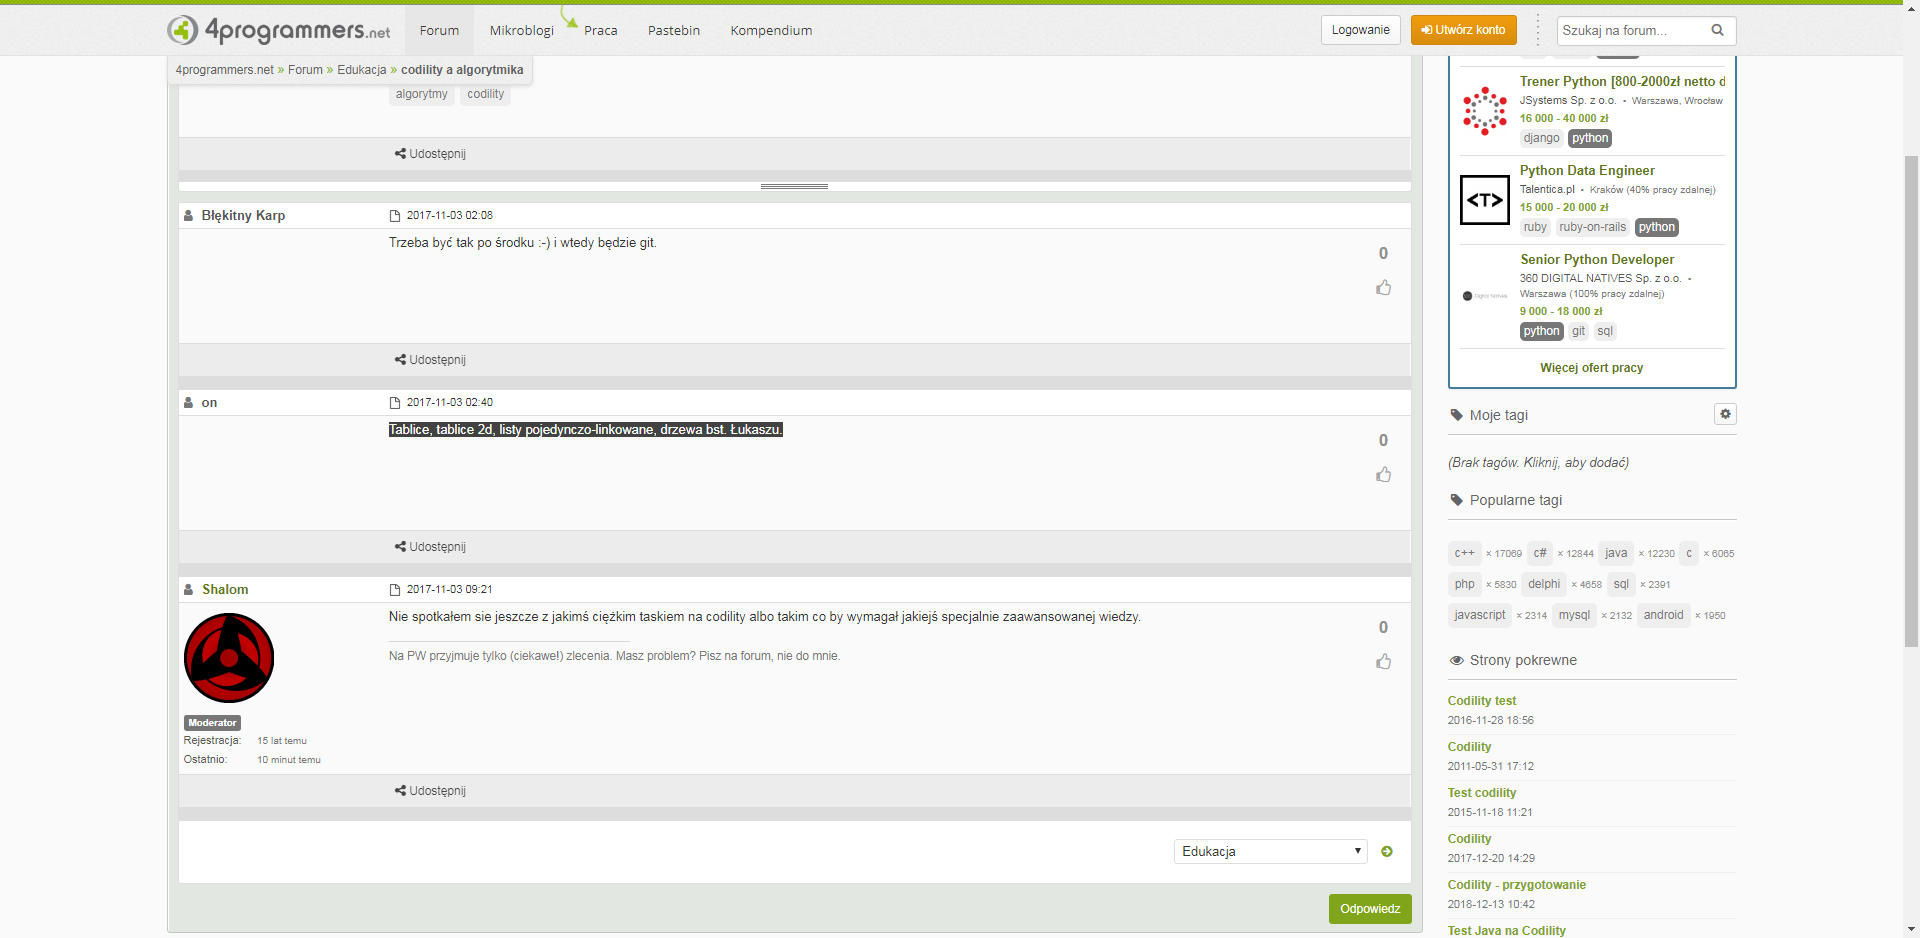 4programmers.net
Forum
Mikroblogi
Praca
Pastebin
Kompendium
Logowanie
Utwórz konto
Szukaj na forum...
4programmers.net » Forum » Edukacja » codility a algorytmika
algorytmy codility
Udostępnij
Błękitny Karp
2017-11-03 02:08
Trzeba być tak po środku :-) i wtedy będzie git.
0
Udostępnij
on
2017-11-03 02:40
Tablice, tablice 2d, listy pojedynczo-linkowane, drzewa bst. Łukaszu.
0
Udostępnij
Shalom
2017-11-03 09:21
Nie spotkałem sie jeszcze z jakimś ciężkim taskiem na codility albo takim co by wymagał jakiejś specjalnie zaawansowanej wiedzy.
0
Na PW przyjmuje tylko (ciekawe!) zlecenia. Masz problem? Pisz na forum, nie do mnie.
Moderator
Rejestracja: 15 lat temu
Ostatnio: 10 minut temu
Udostępnij
Edukacja
Odpowiedz
Trener Python [800-2000zł netto d
JSystems Sp. z o.o. • Warszawa, Wrocław
16 000 - 40 000 zł
django python
<T>
Python Data Engineer
Talentica.pl • Kraków (40% pracy zdalnej)
15 000 - 20 000 zł
ruby ruby-on-rails python
Senior Python Developer
360 DIGITAL NATIVES Sp. z o.o. •
Warszawa (100% pracy zdalnej)
9 000 - 18 000 zł
python git sql
Więcej ofert pracy
Moje tagi
(Brak tagów. Kliknij, aby dodać)
Popularne tagi
c++ × 17069 c# × 12844 java × 12230 c × 6065
php × 5830 delphi × 4658 sql × 2391
javascript × 2314 mysql × 2132 android × 1950
Strony pokrewne
Codility test
2016-11-28 18:56
Codility
2011-05-31 17:12
Test codility
2015-11-18 11:21
Codility
2017-12-20 14:29
Codility - przygotowanie
2018-12-13 10:42
Test Java na Codility